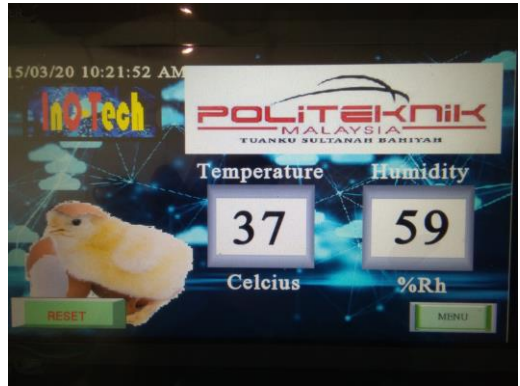 15/03/20 10:21:52 AM
InO-Tech
POLITEKNIK
MALAYSIA
TUANKU SULTANAH BAHIYAH
Temperature Humidity
37 59
Celcius %Rh
RESET MENU